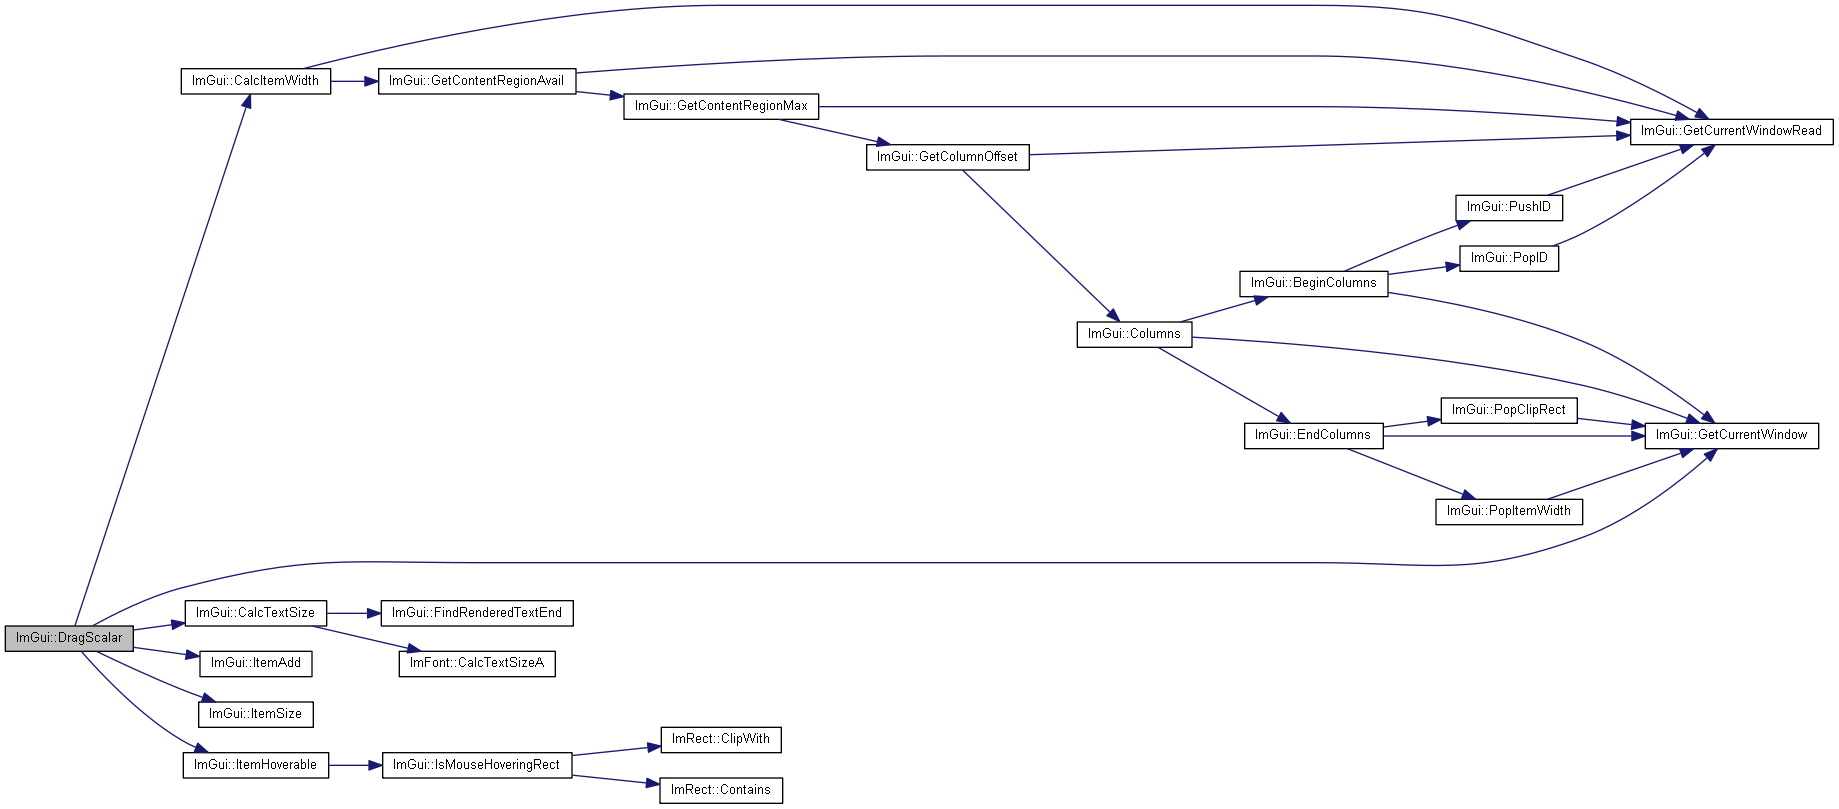 ImGui::CalcItemWidth
ImGui::GetContentRegionAvail
ImGui::GetContentRegionMax
ImGui::GetCurrentWindowRead
ImGui::GetColumnOffset
ImGui::PushID
ImGui::PopID
ImGui::BeginColumns
ImGui::Columns
ImGui::PopClipRect
ImGui::EndColumns
ImGui::GetCurrentWindow
ImGui::PopItemWidth
ImGui::CalcTextSize
ImGui::FindRenderedTextEnd
ImGui::DragScalar
ImGui::ItemAdd
ImFont::CalcTextSizeA
ImGui::ItemSize
ImRect::ClipWith
ImGui::ItemHoverable
ImGui::IsMouseHoveringRect
ImRect::Contains